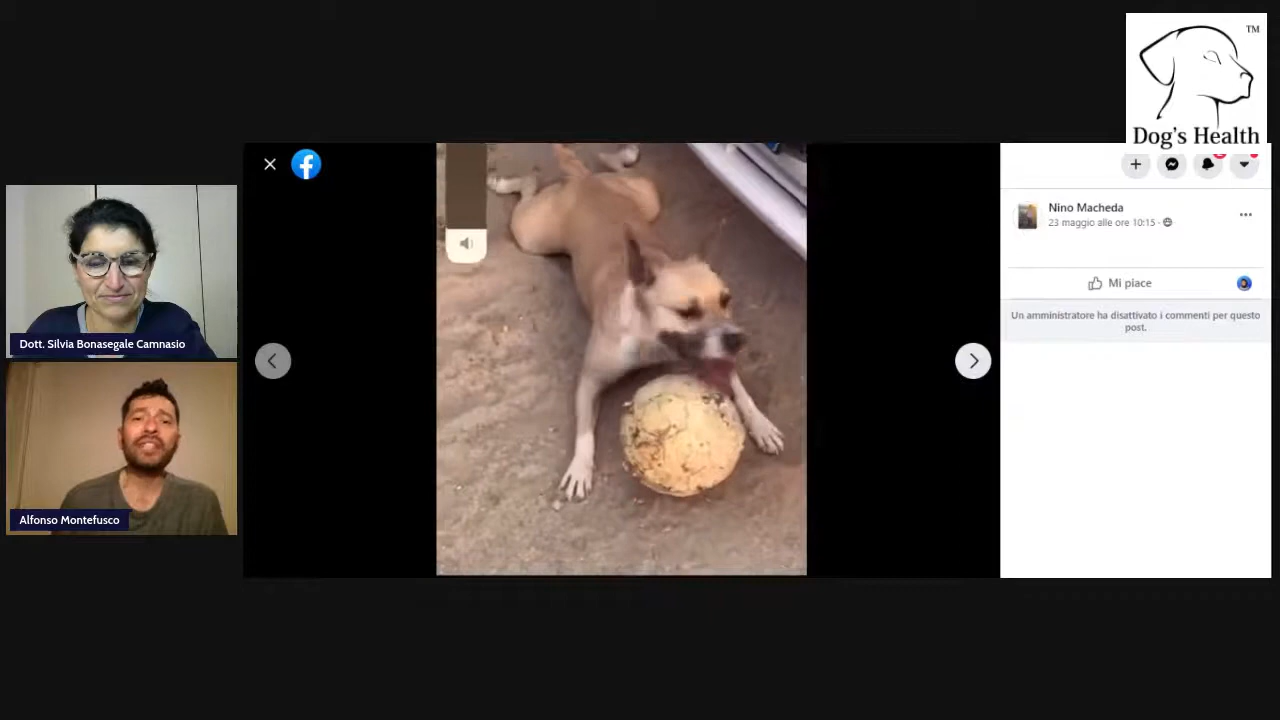 TM
Dog's Health
Nino Macheda
23 maggio alle ore 10:15 ·
Mi piace
Un amministratore ha disattivato i commenti per questo
post.
Dott. Silvia Bonasegale Camnasio
Alfonso Montefusco